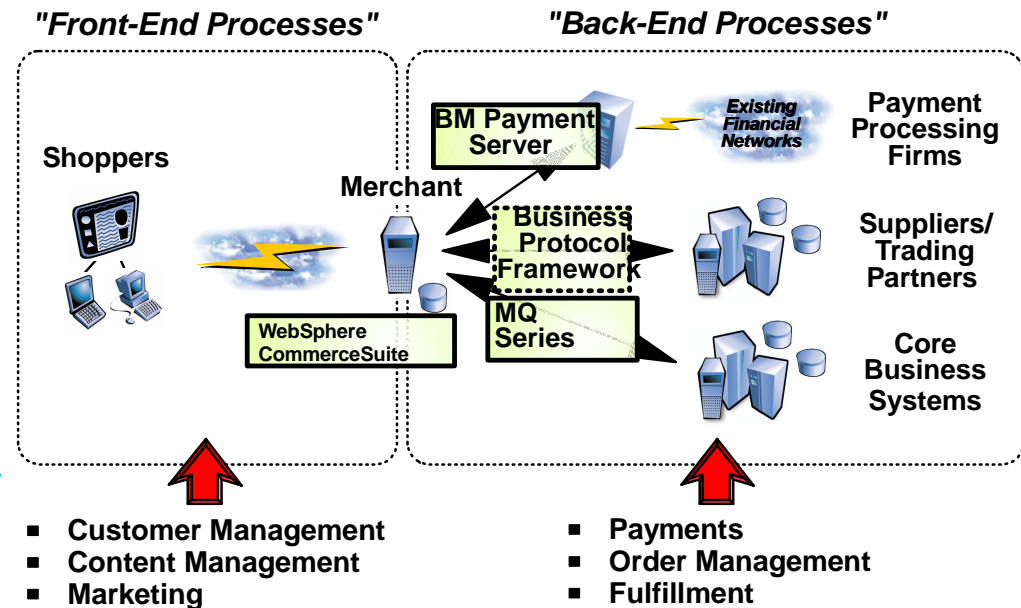 "Front-End Processes"
"Back-End Processes"
Shoppers
Merchant
WebSphere
CommerceSuite
BM Payment
Server
Existing
Financial
Networks
Payment
Processing
Firms
Business
Protocol
Framework
Suppliers/
Trading
Partners
MQ
Series
Core
Business
Systems
▪ Customer Management
▪ Content Management
▪ Marketing
▪ Payments
▪ Order Management
▪ Fulfillment